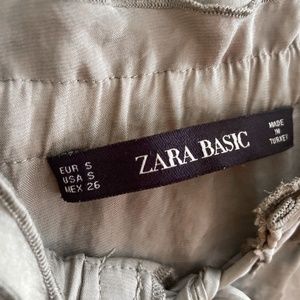 EUR S
USA S
MEX 26
ZARA BASIC
MADE
IN
TURKEY